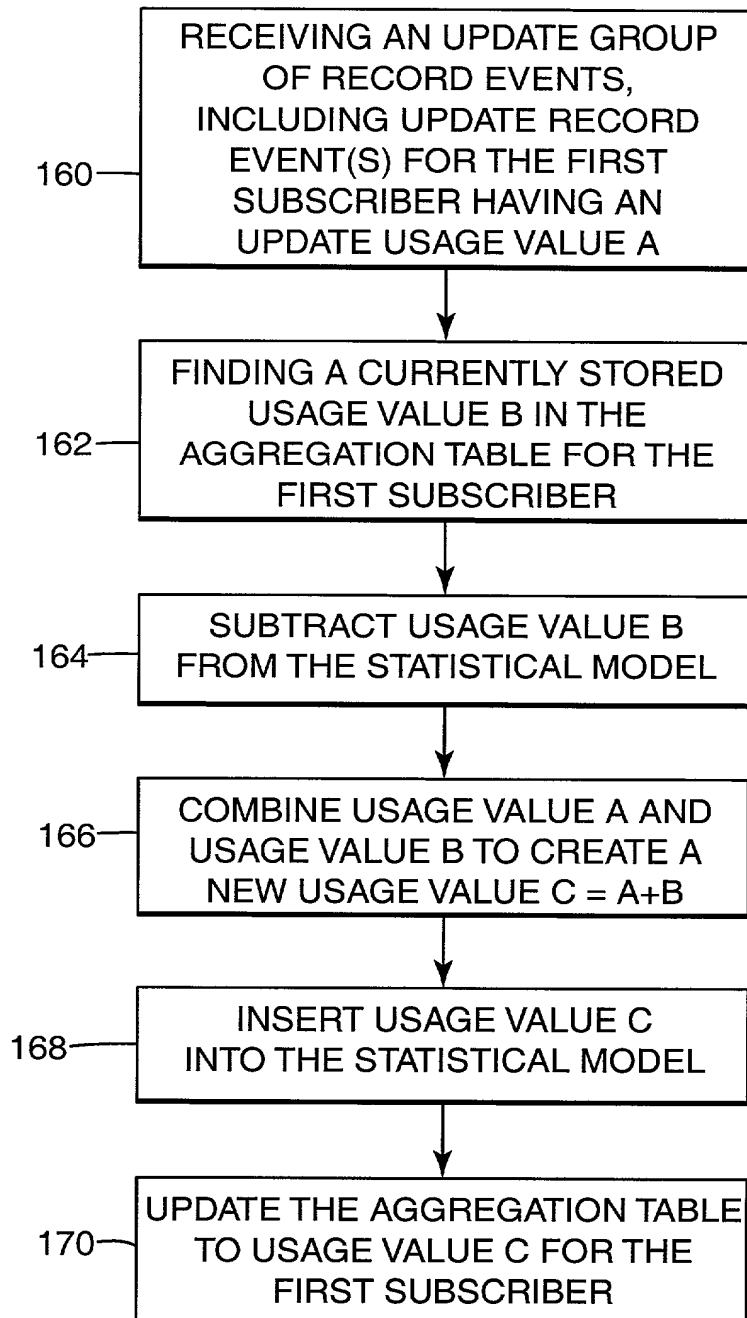 RECEIVING AN UPDATE GROUP
OF RECORD EVENTS,
INCLUDING UPDATE RECORD
EVENT(S) FOR THE FIRST
SUBSCRIBER HAVING AN
UPDATE USAGE VALUE A
160
FINDING A CURRENTLY STORED
USAGE VALUE B IN THE
AGGREGATION TABLE FOR THE
FIRST SUBSCRIBER
162
SUBTRACT USAGE VALUE B
FROM THE STATISTICAL MODEL
164
COMBINE USAGE VALUE A AND
USAGE VALUE B TO CREATE A
NEW USAGE VALUE C = A+B
166
INSERT USAGE VALUE C
INTO THE STATISTICAL MODEL
168
UPDATE THE AGGREGATION TABLE
TO USAGE VALUE C FOR THE
FIRST SUBSCRIBER
170